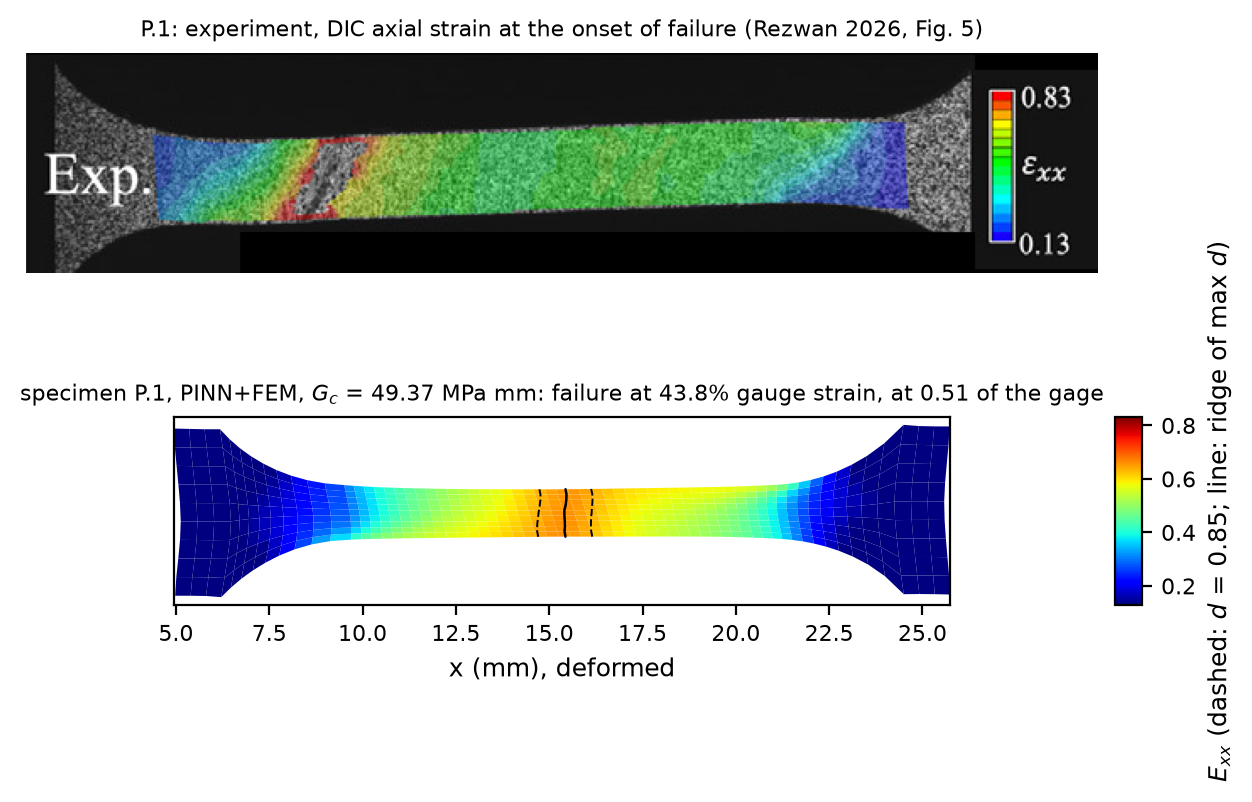 P.1: experiment, DIC axial strain at the onset of failure (Rezwan 2026, Fig. 5)
Exp.
0.83
εxx
0.13
specimen P.1, PINN+FEM, Gc = 49.37 MPa mm: failure at 43.8% gauge strain, at 0.51 of the gage
0.8
0.6
0.4
0.2
Exx (dashed: d = 0.85; line: ridge of max d)
5.0 7.5 10.0 12.5 15.0 17.5 20.0 22.5 25.0
x (mm), deformed